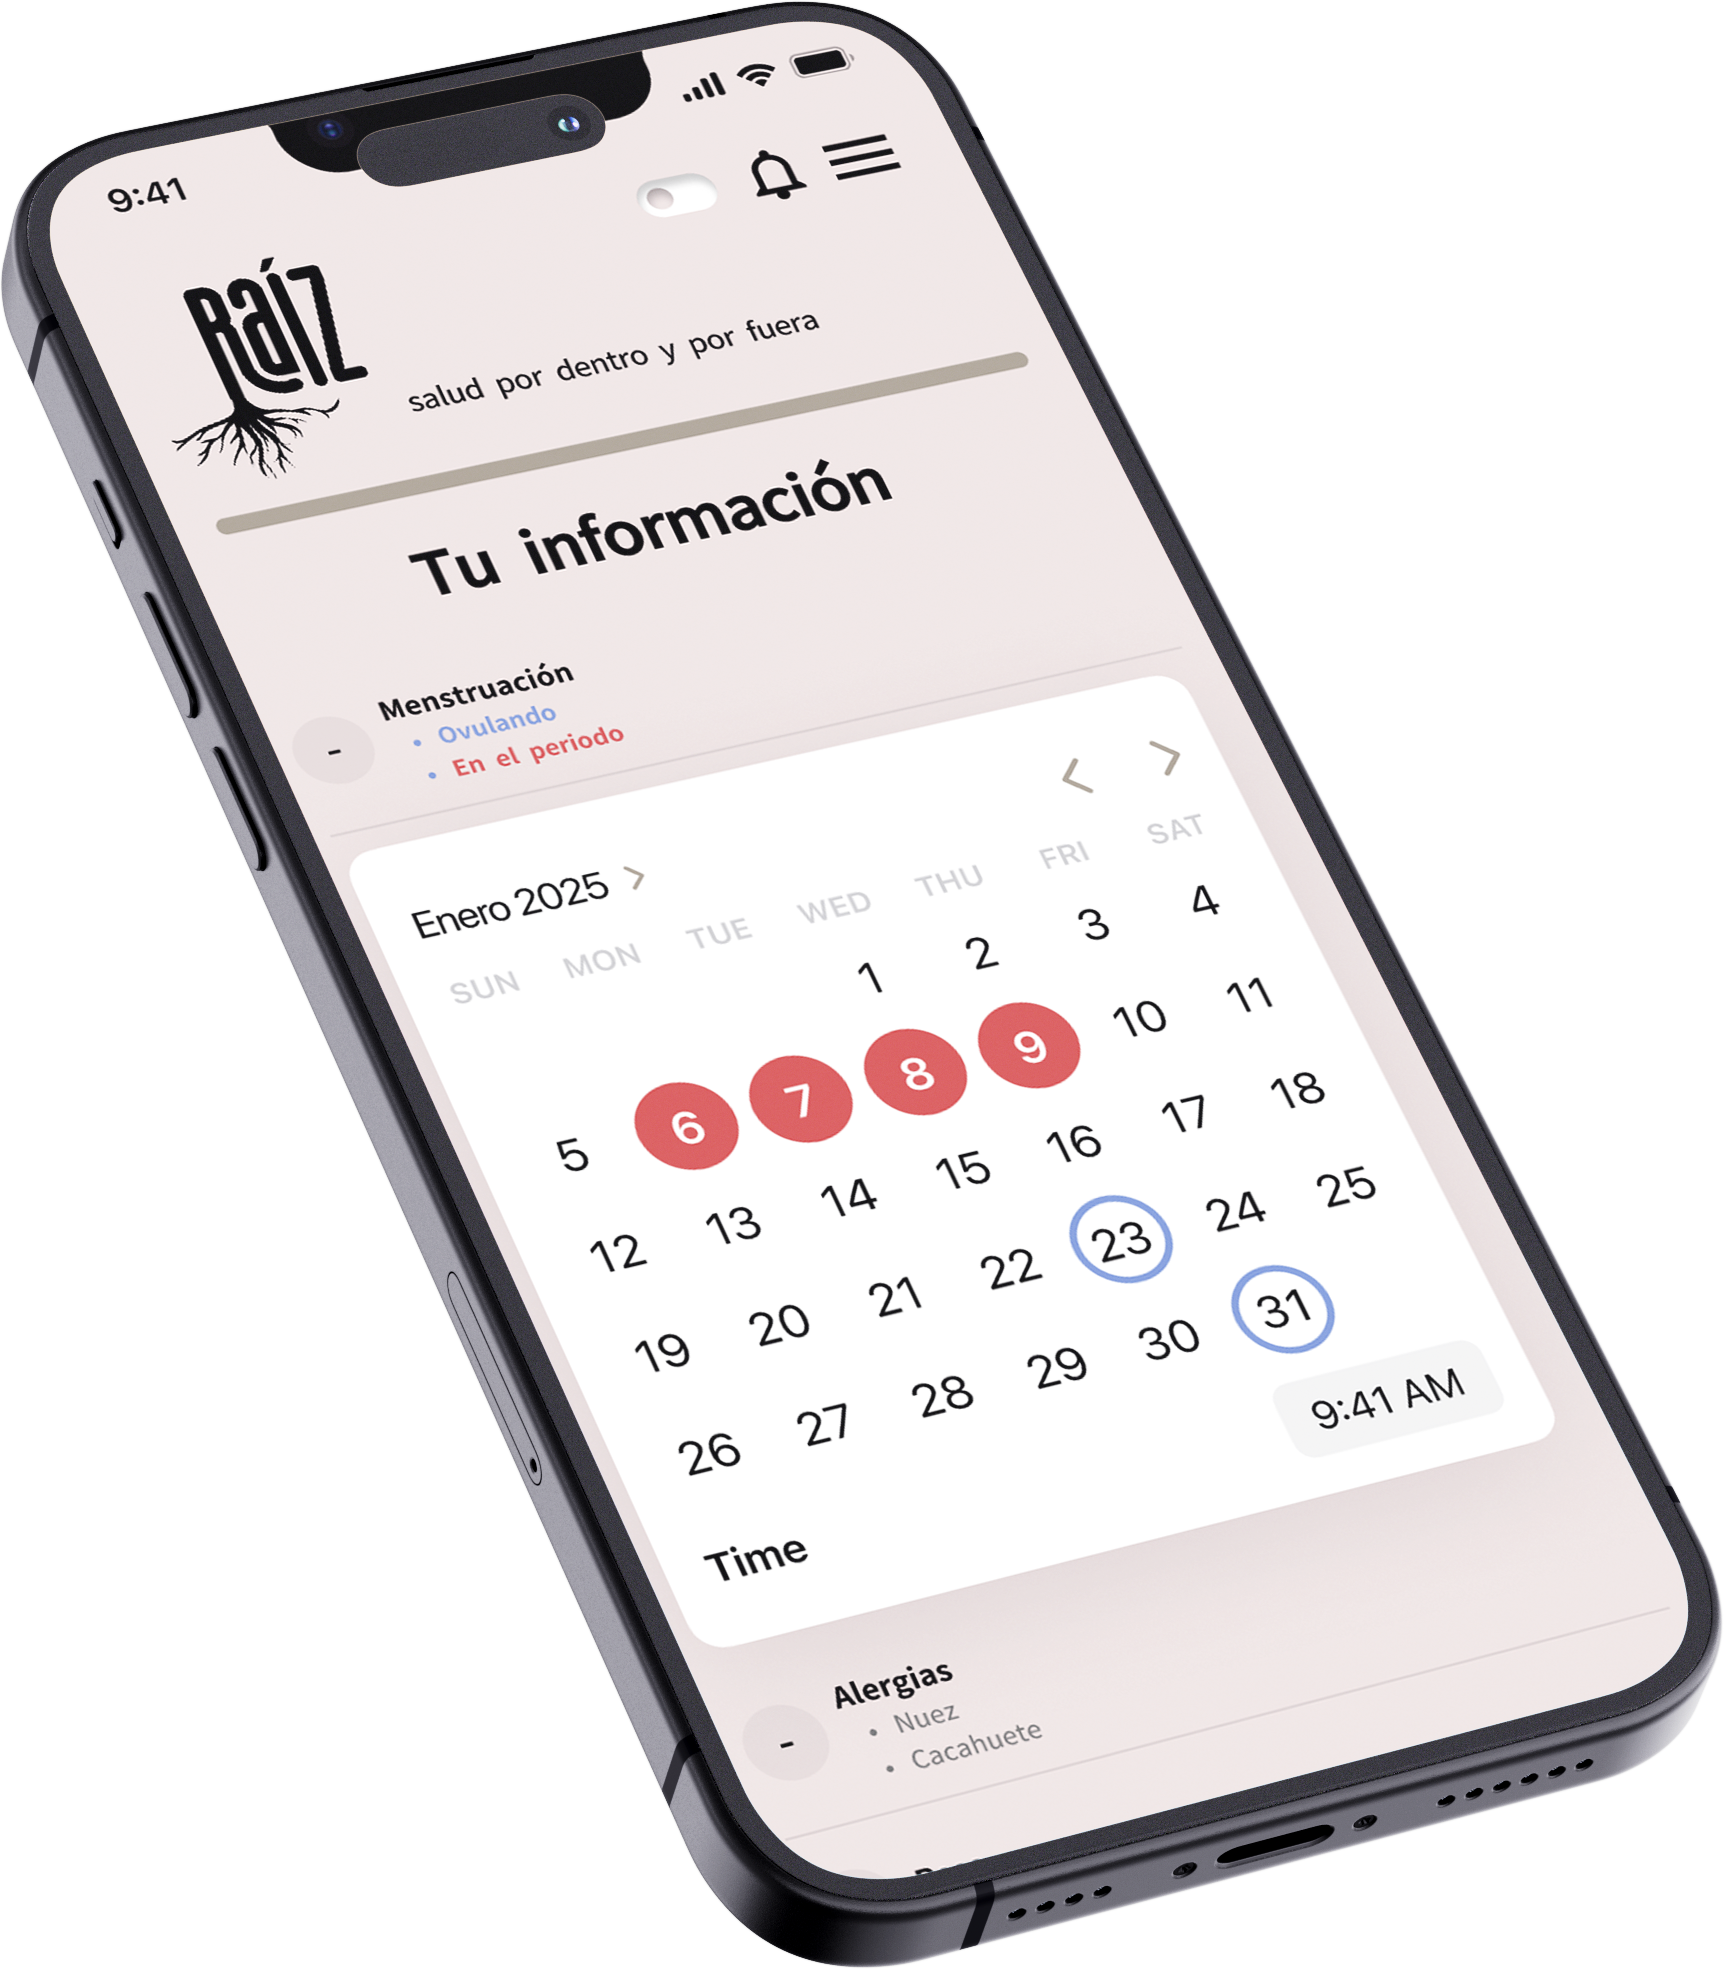 9:41
Raíz
salud por dentro y por fuera
Tu información
-
Menstruación
• Ovulando
• En el periodo
Enero 2025 >
< >
SUN MON TUE WED THU FRI SAT
1 2 3 4
5 6 7 8 9 10 11
12 13 14 15 16 17 18
19 20 21 22 23 24 25
26 27 28 29 30 31
Time
9:41 AM
-
Alergias
• Nuez
• Cacahuete